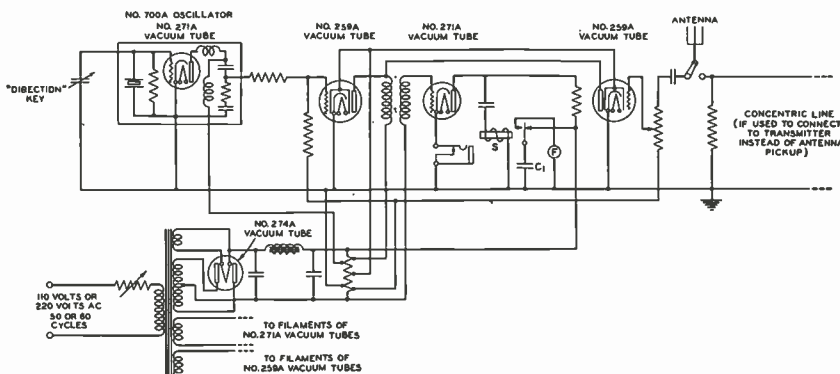 NO. 700A OSCILLATOR
NO. 271A
VACUUM TUBE
NO. 259A
VACUUM TUBE
NO. 271A
VACUUM TUBE
NO. 259A
VACUUM TUBE
ANTENNA
"DIRECTION"
KEY
S
C1
F
CONCENTRIC LINE
(IF USED TO CONNECT
TO TRANSMITTER
INSTEAD OF ANTENNA
PICKUP)
NO. 274A
VACUUM TUBE
110 VOLTS OR
220 VOLTS AC
50 OR 60
CYCLES
TO FILAMENTS OF
NO. 271A VACUUM TUBES
TO FILAMENTS OF
NO. 259A VACUUM TUBES